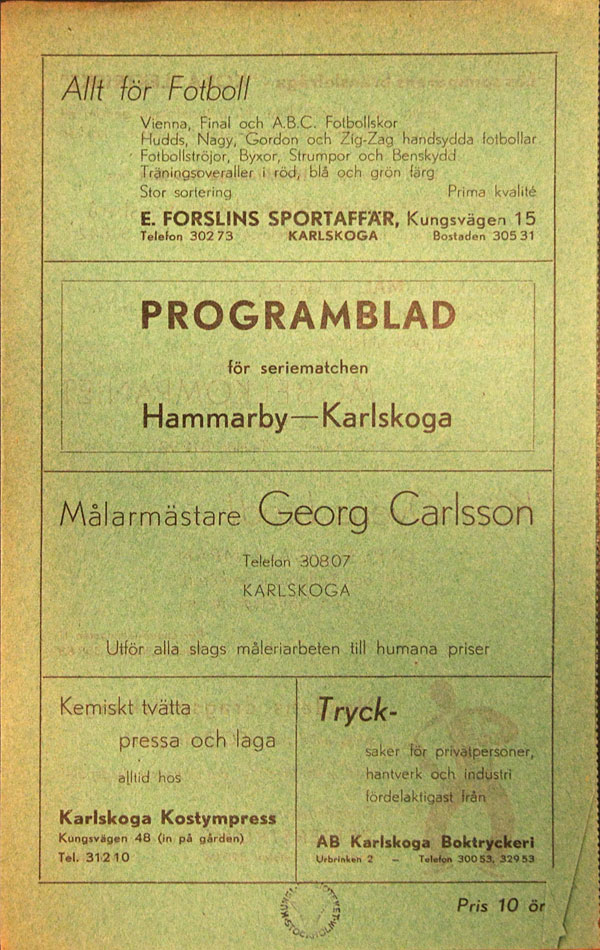 Allt för Fotboll
Vienna, Final och A.B.C. Fotbollskor
Hudds, Nagy, Gordon och Zig-Zag handsydda fotbollar
Fotbollströjor, Byxor, Strumpor och Benskydd
Träningsoveraller i röd, blå och grön färg
Stor sortering Prima kvalité
E. FORSLINS SPORTAFFÄR, Kungsvägen 15
Telefon 302 73 KARLSKOGA Bostaden 305 31
PROGRAMBLAD
för seriematchen
Hammarby—Karlskoga
Målarmästare Georg Carlsson
Telefon 308 07
KARLSKOGA
Utför alla slags måleriarbeten till humana priser
Kemiskt tvätta
pressa och laga
alltid hos
Karlskoga Kostympress
Kungsvägen 48 (in på gården)
Tel. 312 10
Tryck-
saker för privatpersoner,
hantverk och industri
fördelaktigast från
AB Karlskoga Boktryckeri
Urbrinken 2 — Telefon 300 53, 329 53
Pris 10 ör